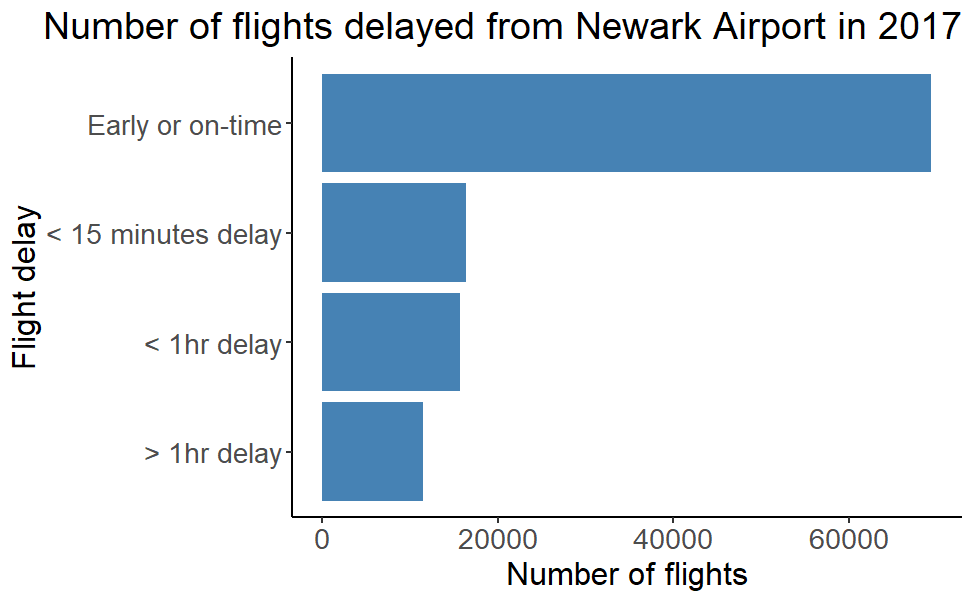 Number of flights delayed from Newark Airport in 2017
Early or on-time
< 15 minutes delay
< 1hr delay
> 1hr delay
Flight delay
0 20000 40000 60000
Number of flights